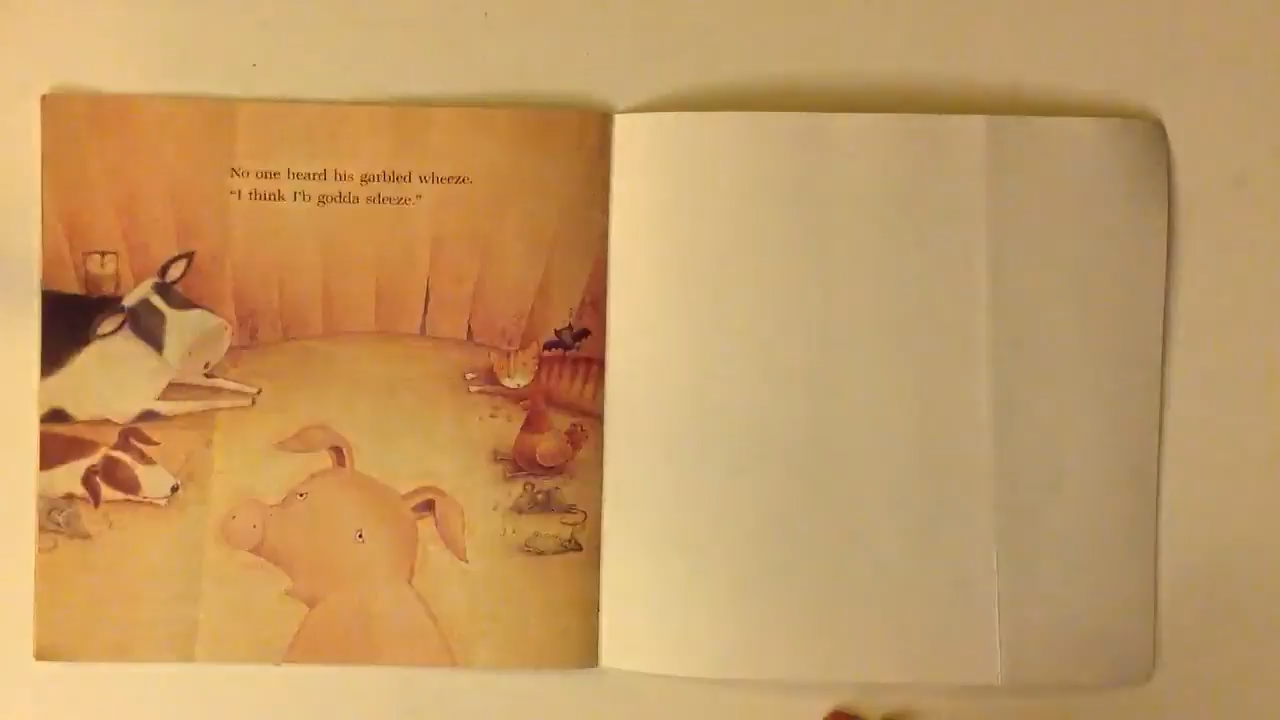 No one heard his garbled wheeze.
“I think I’b godda sdeeze.”